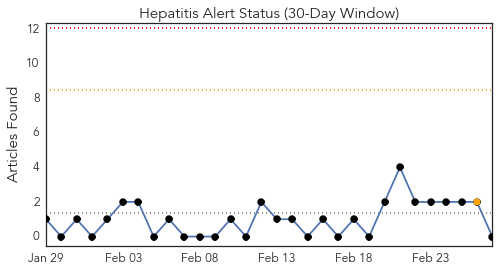 Hepatitis Alert Status (30-Day Window)
Articles Found
12
10
8
6
4
2
0
Jan 29 Feb 03 Feb 08 Feb 13 Feb 18 Feb 23